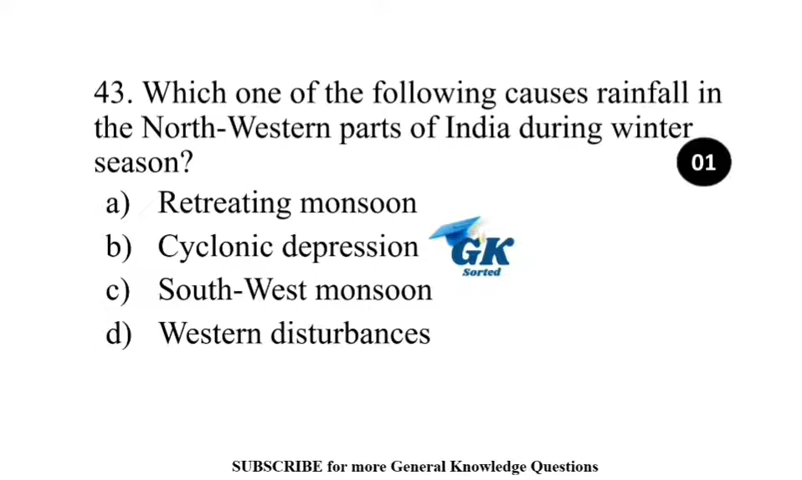 43. Which one of the following causes rainfall in
the North-Western parts of India during winter
season?
01
a) Retreating monsoon
b) Cyclonic depression
GK
Sorted
c) South-West monsoon
d) Western disturbances
SUBSCRIBE for more General Knowledge Questions